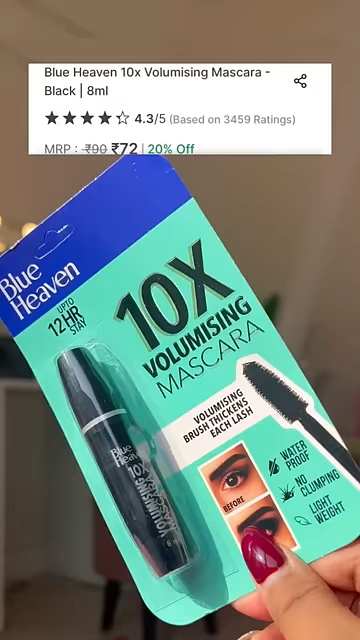 Blue Heaven 10x Volumising Mascara -
Black | 8ml
4.3/5 (Based on 3459 Ratings)
MRP : ₹90 ₹72 | 20% Off
Blue
Heaven
UPTO
12HR
STAY
10X
VOLUMISING
MASCARA
VOLUMISING
BRUSH THICKENS
EACH LASH
WATER
PROOF
NO
CLUMPING
LIGHT
WEIGHT
BEFORE
Blue
Heaven
10X
VOLUMISING
MASCARA